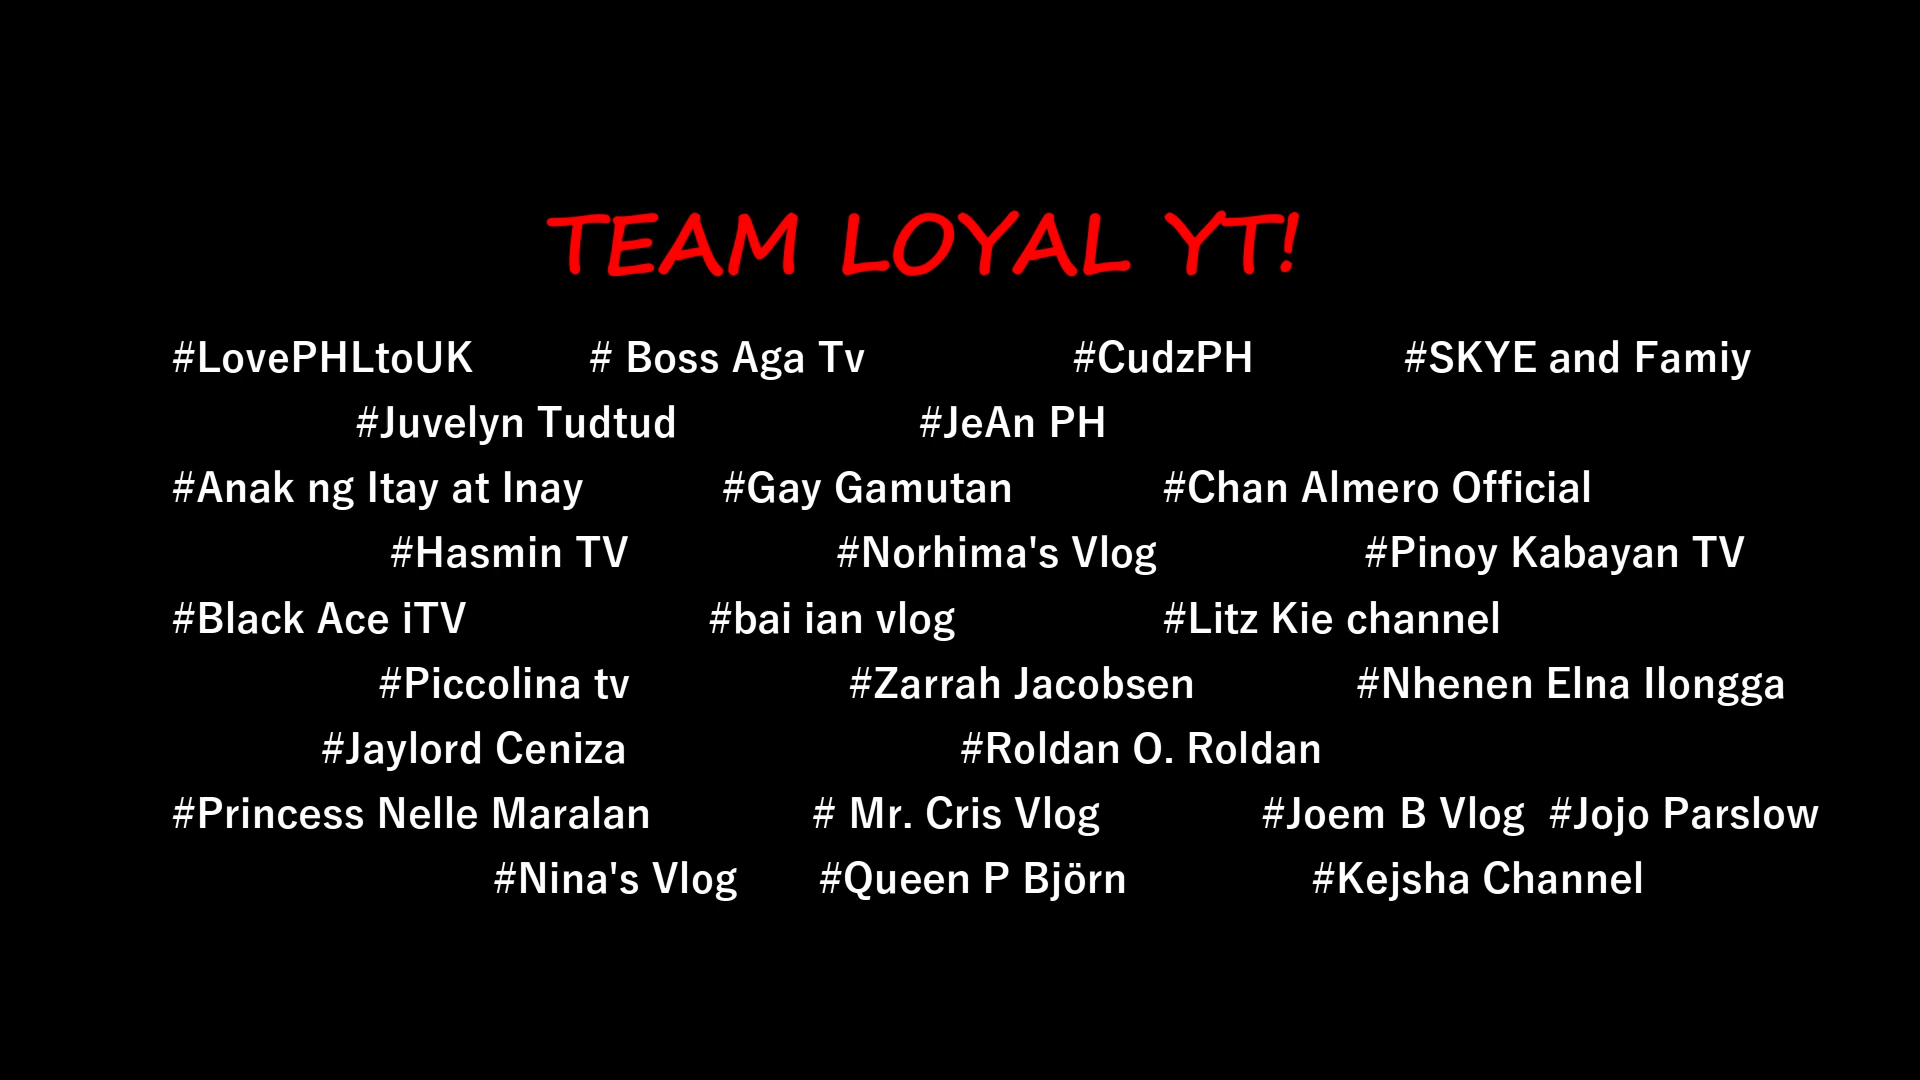 TEAM LOYAL YT!
#LovePHLtoUK # Boss Aga Tv #CudzPH #SKYE and Famiy
#Juvelyn Tudtud #JeAn PH
#Anak ng Itay at Inay #Gay Gamutan #Chan Almero Official
#Hasmin TV #Norhima's Vlog #Pinoy Kabayan TV
#Black Ace iTV #bai ian vlog #Litz Kie channel
#Piccolina tv #Zarrah Jacobsen #Nhenen Elna Ilongga
#Jaylord Ceniza #Roldan O. Roldan
#Princess Nelle Maralan # Mr. Cris Vlog #Joem B Vlog #Jojo Parslow
#Nina's Vlog #Queen P Björn #Kejsha Channel